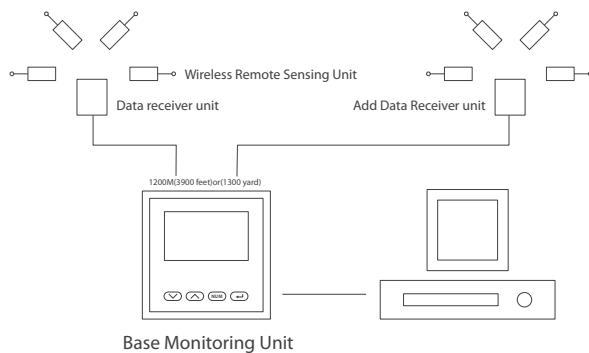 Wireless Remote Sensing Unit
Data receiver unit
Add Data Receiver unit
1200M(3900 feet)or(1300 yard)
NUM
Base Monitoring Unit